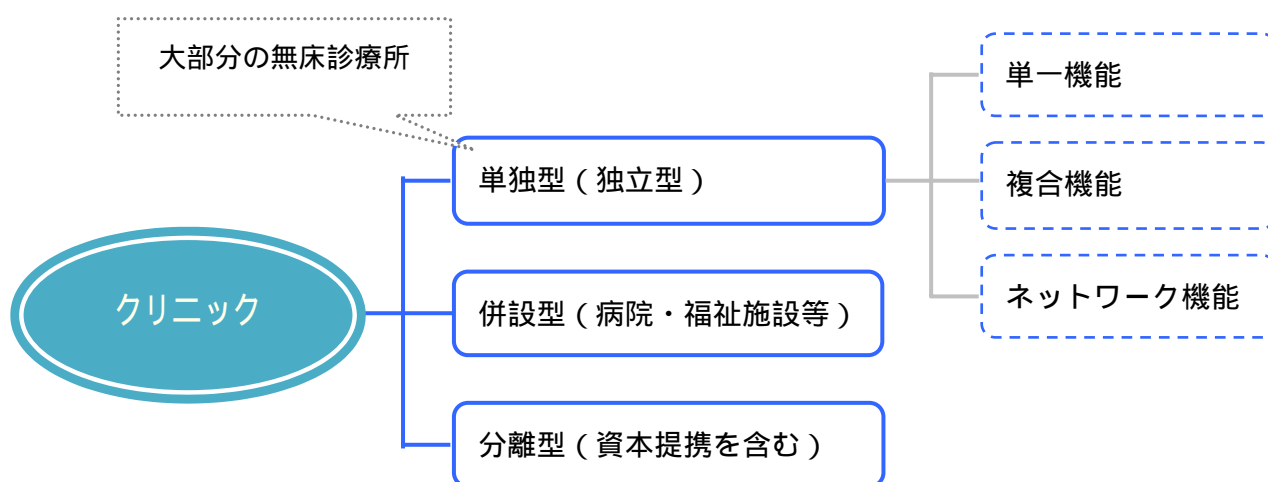 大部分の無床診療所
クリニック
単独型（独立型）
併設型（病院・福祉施設等）
分離型（資本提携を含む）
単一機能
複合機能
ネットワーク機能